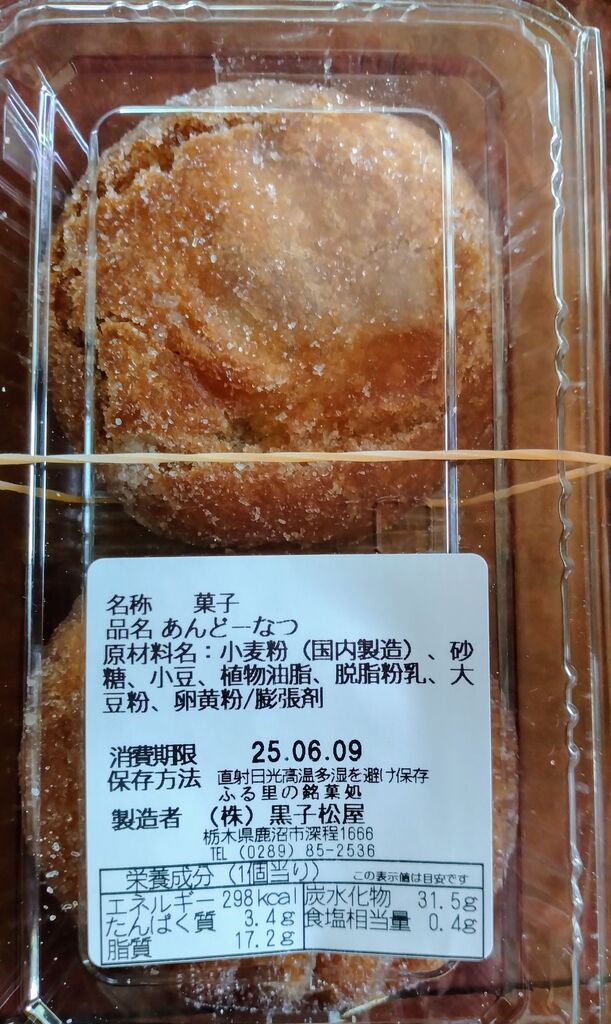 名称　菓子
品名 あんどーなつ
原材料名：小麦粉（国内製造）、砂
糖、小豆、植物油脂、脱脂粉乳、大
豆粉、卵黄粉/膨張剤
消費期限 25.06.09
保存方法 直射日光高温多湿を避け保存
ふる里の銘菓処
製造者 （株）黒子松屋
栃木県鹿沼市深程1666
TEL (0289) 85-2536
栄養成分（1個当り） この表示値は目安です
エネルギー 298kcal 炭水化物 31.5g
たんぱく質 3.4g 食塩相当量 0.4g
脂質 17.2g